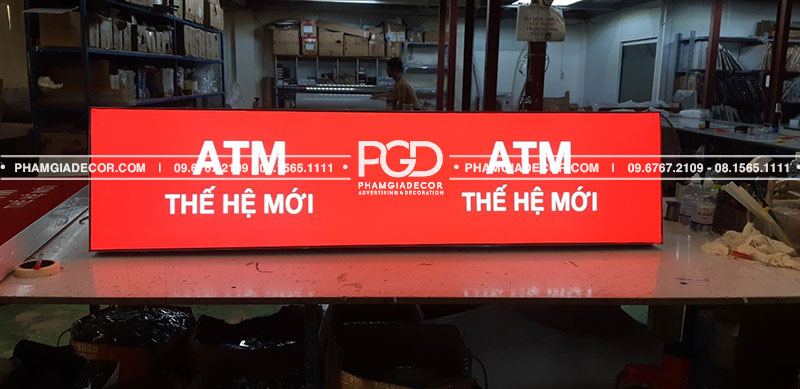 ATM
THẾ HỆ MỚI
ATM
THẾ HỆ MỚI
PGD
PHAMGIADECOR
ADVERTISING & DECORATION
PHAMGIADECOR.COM | 09.6767.2109 - 08.1565.1111
PHAMGIADECOR.COM | 09.6767.2109 - 08.1565.1111